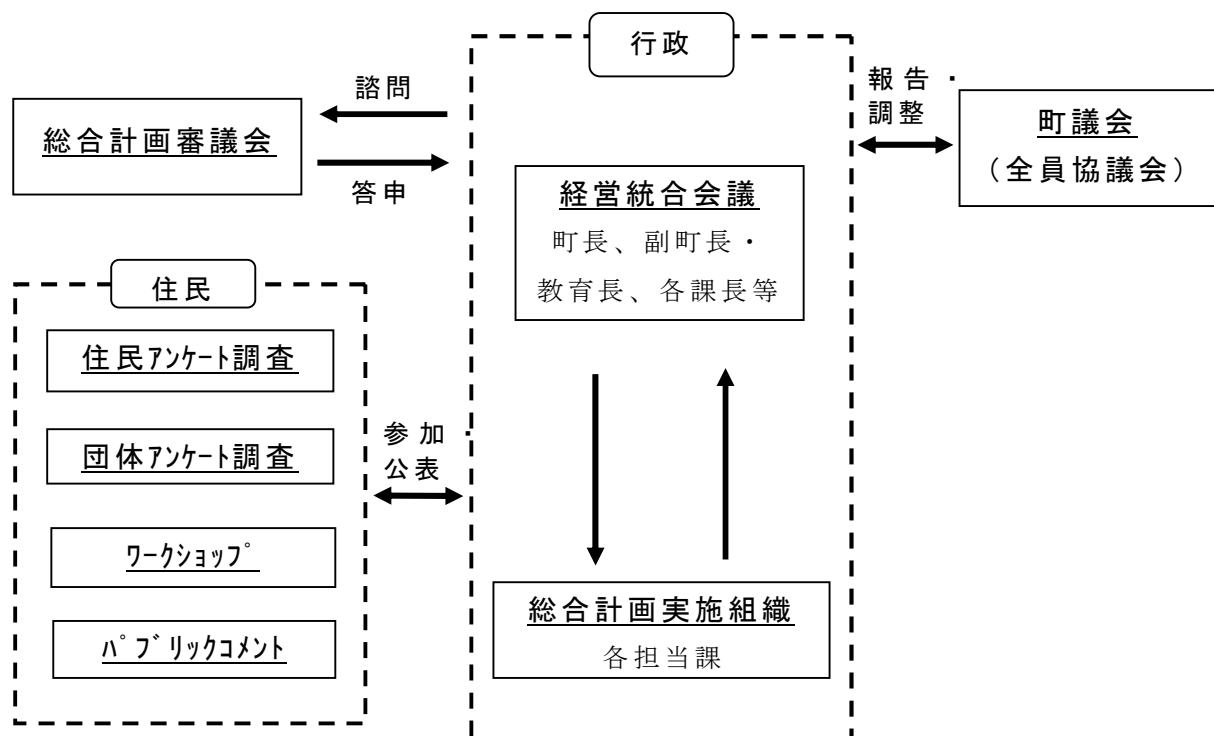 行政
諮問
総合計画審議会
答申
報告・
調整
町議会
(全員協議会)
経営統合会議
町長、副町長・
教育長、各課長等
住民
住民ｱﾝｹｰﾄ調査
団体ｱﾝｹｰﾄ調査
ﾜｰｸｼｮｯﾌﾟ
ﾊﾟﾌﾞﾘｯｸｺﾒﾝﾄ
参加・
公表
総合計画実施組織
各担当課